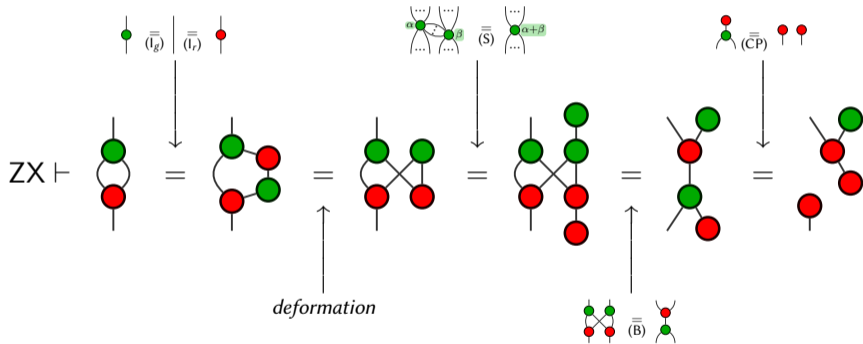 (I_g) = | = (I_r)
... ... = ...
α β (S) α+β
... ... ...
= (CP)
ZX ⊢ = = = = =
deformation
= (B)